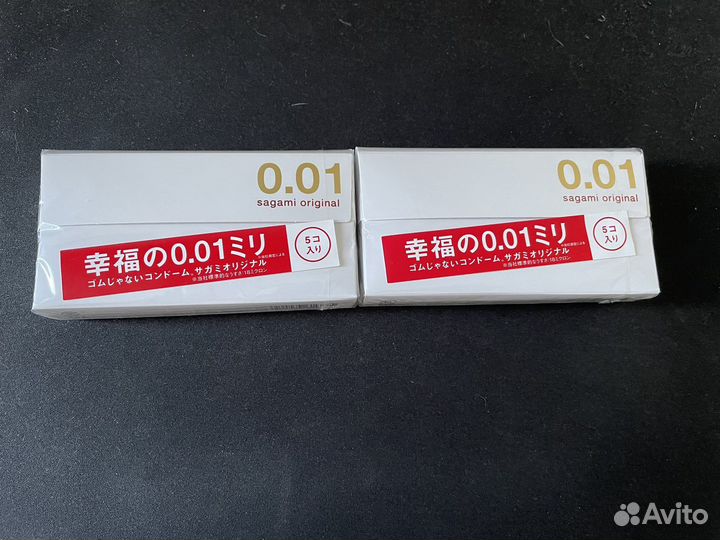 0.01
sagami original
幸福の0.01ミリ
ゴムじゃないコンドーム、サガミオリジナル
5コ
入り
0.01
sagami original
幸福の0.01ミリ
ゴムじゃないコンドーム、サガミオリジナル
5コ
入り
Avito